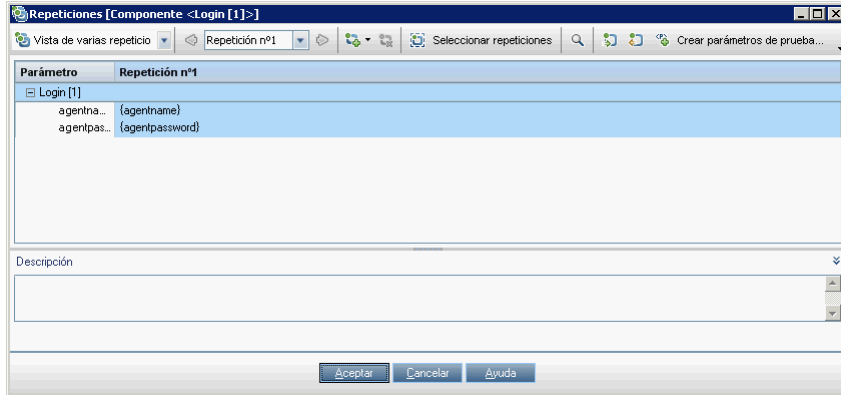 Repeticiones [Componente <Login [1]>]
Vista de varias repeticio Repetición nº1 Seleccionar repeticiones Crear parámetros de prueba...
Parámetro Repetición nº1
Login [1]
agentna... {agentname}
agentpas... {agentpassword}
Descripción
Aceptar Cancelar Ayuda